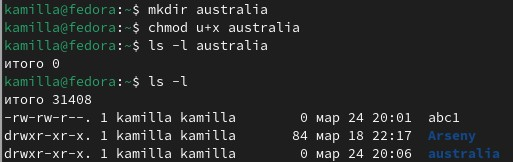 kamilla@fedora:~$ mkdir australia
kamilla@fedora:~$ chmod u+x australia
kamilla@fedora:~$ ls -l australia
итого 0
kamilla@fedora:~$ ls -l
итого 31408
-rw-rw-r--. 1 kamilla kamilla 0 мар 24 20:01 abc1
drwxr-xr-x. 1 kamilla kamilla 84 мар 18 22:17 Arseny
drwxr-xr-x. 1 kamilla kamilla 0 мар 24 20:06 australia